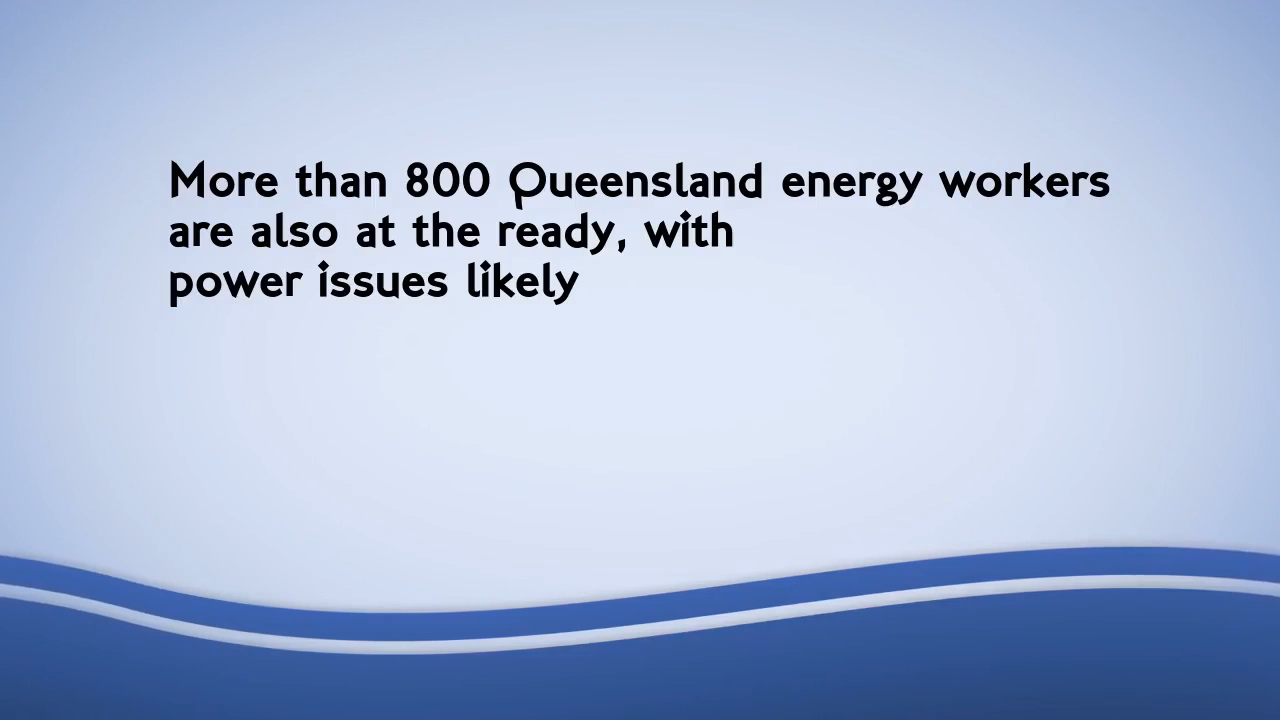 More than 800 Queensland energy workers
are also at the ready, with
power issues likely